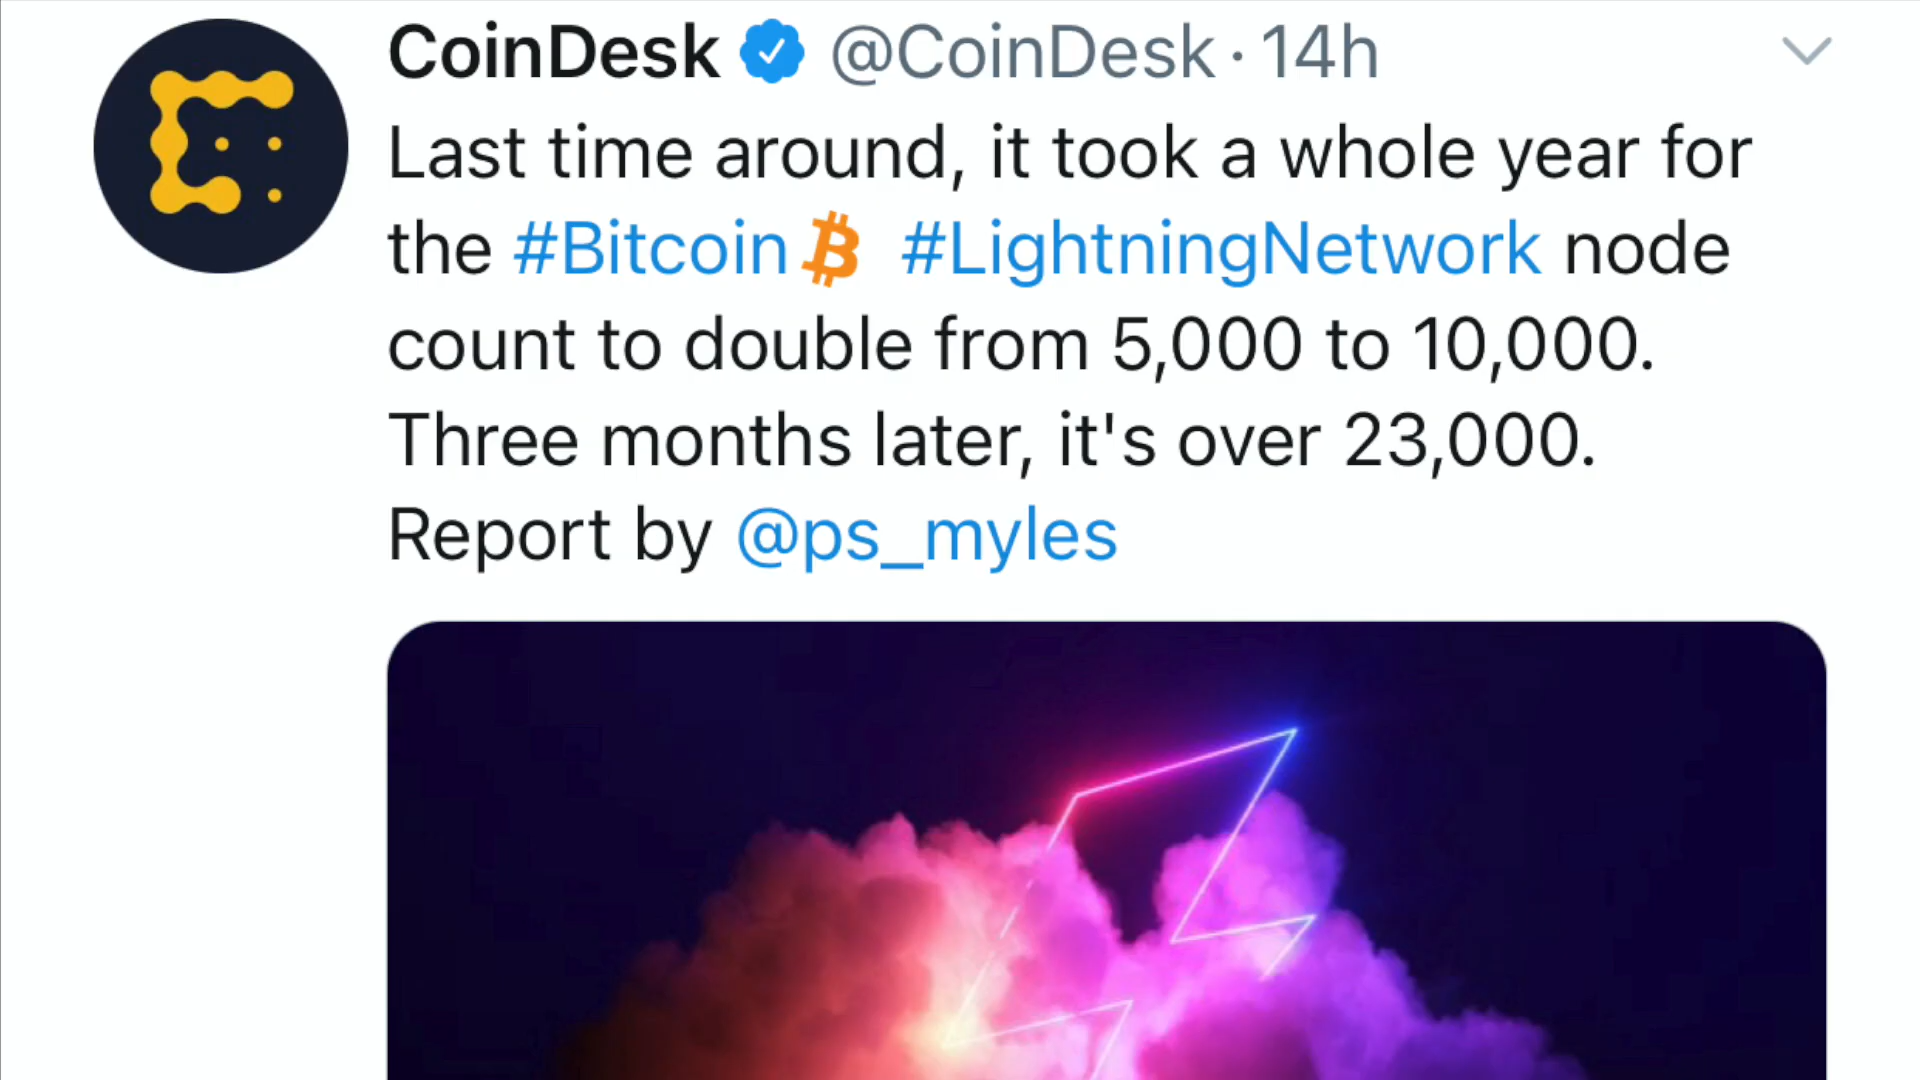 CoinDesk @CoinDesk · 14h
Last time around, it took a whole year for
the #Bitcoin #LightningNetwork node
count to double from 5,000 to 10,000.
Three months later, it's over 23,000.
Report by @ps_myles